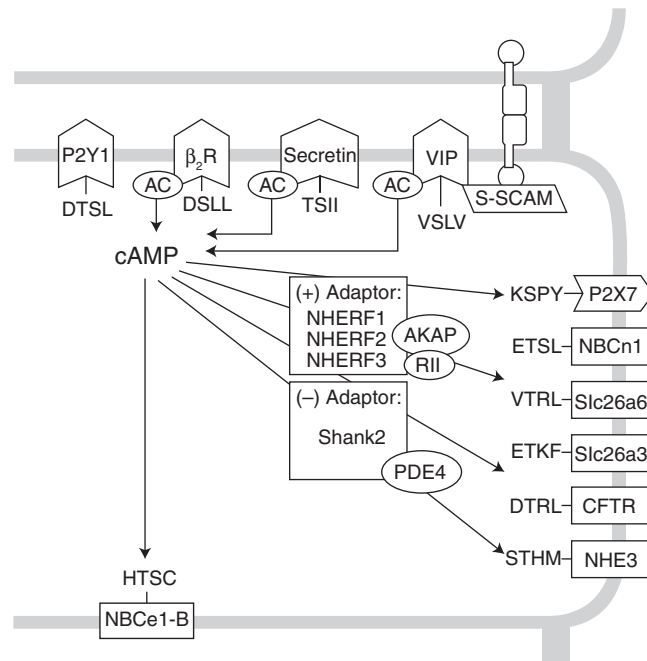 P2Y1
β₂R
Secretin
VIP
AC
AC
AC
S-SCAM
DTSL
DSLL
TSII
VSLV
cAMP
(+) Adaptor:
NHERF1
NHERF2
NHERF3
AKAP
RII
(–) Adaptor:
Shank2
PDE4
KSPY
P2X7
ETSL
NBCn1
VTRL
Slc26a6
ETKF
Slc26a3
DTRL
CFTR
STHM
NHE3
HTSC
NBCe1-B